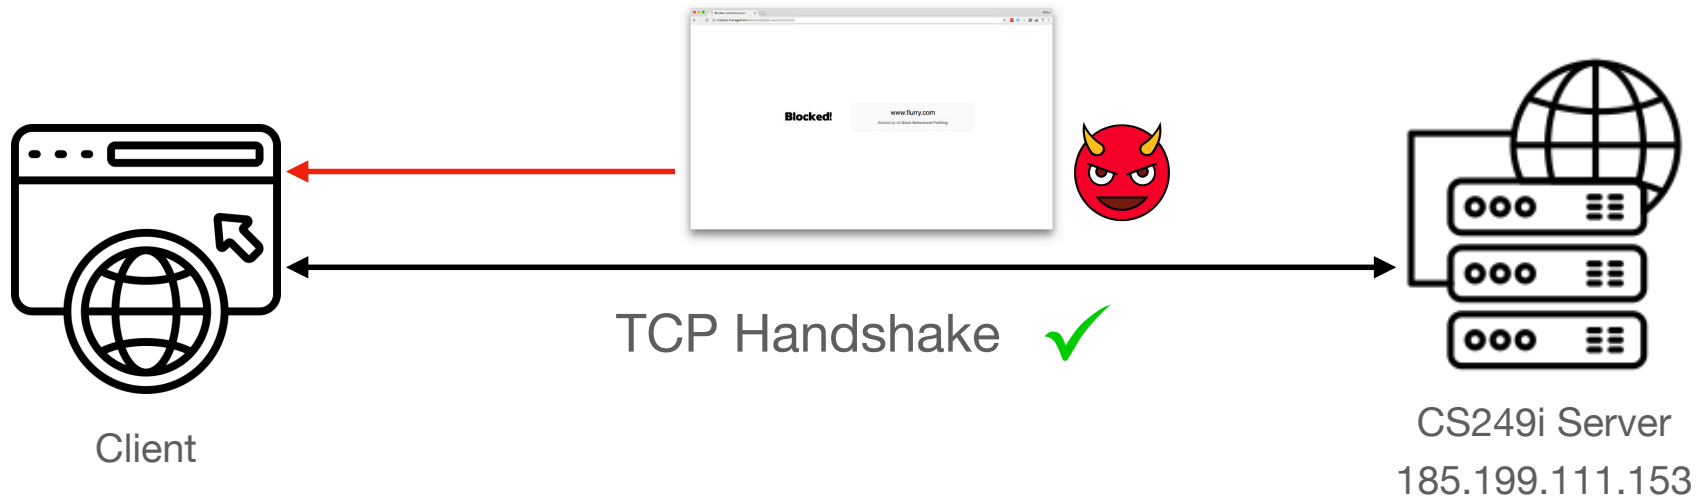 Blocked!
www.flurry.com
TCP Handshake
Client
CS249i Server
185.199.111.153